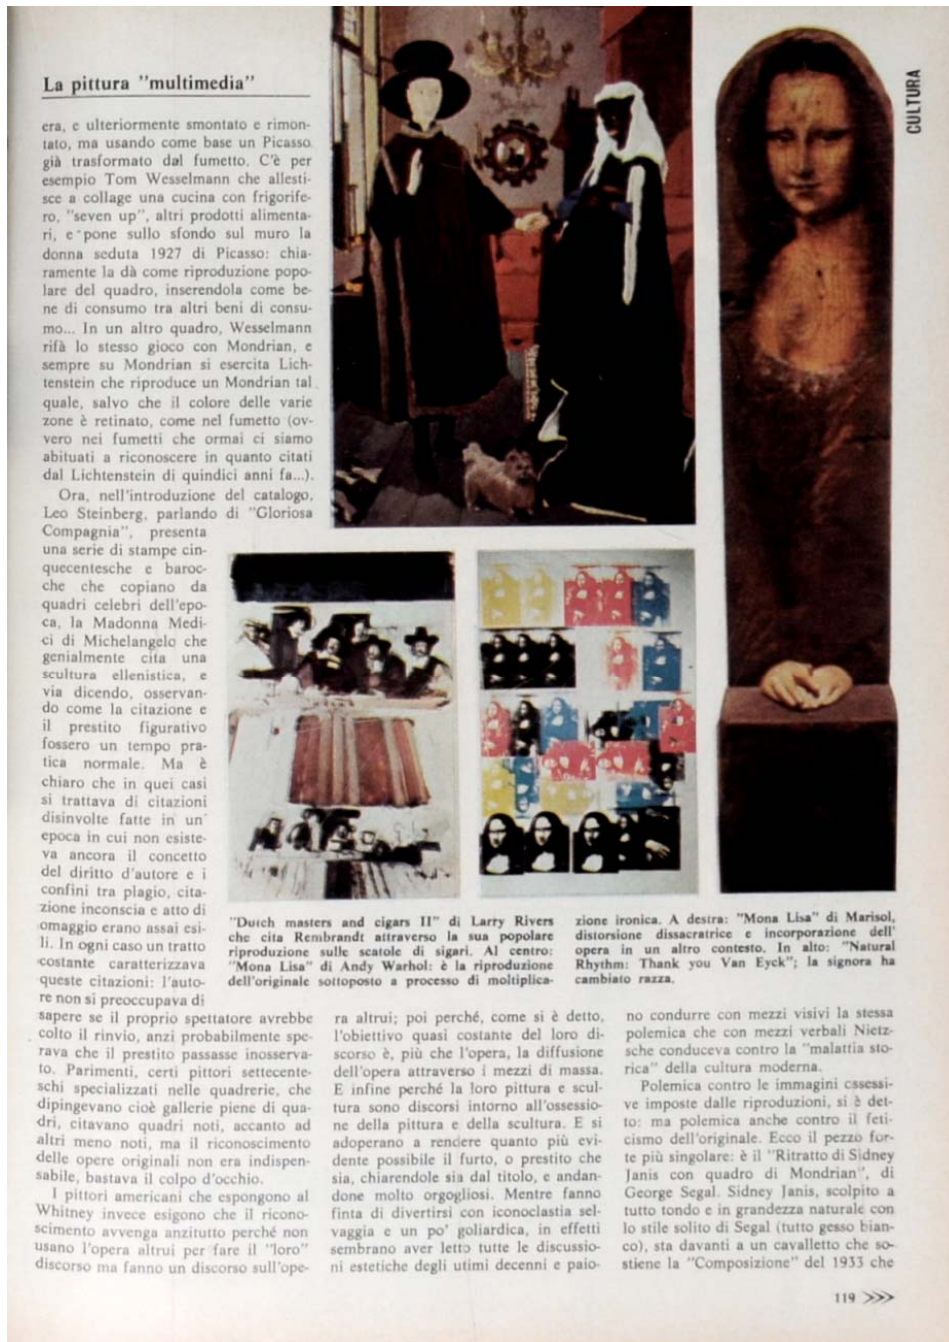 La pittura "multimedia"
CULTURA
era, e ulteriormente smontato e rimon-
tato, ma usando come base un Picasso
già trasformato dal fumetto. C'è per
esempio Tom Wesselmann che allesti-
sce a collage una cucina con frigorife-
ro, "seven up", altri prodotti alimenta-
ri, e pone sullo sfondo sul muro la
donna seduta 1927 di Picasso: chia-
ramente la dà come riproduzione popo-
lare del quadro, inserendola come be-
ne di consumo tra altri beni di consu-
mo... In un altro quadro, Wesselmann
rifà lo stesso gioco con Mondrian, e
sempre su Mondrian si esercita Lich-
tenstein che riproduce un Mondrian tal
quale, salvo che il colore delle varie
zone è retinato, come nel fumetto (ov-
vero nei fumetti che ormai ci siamo
abituati a riconoscere in quanto citati
dal Lichtenstein di quindici anni fa...).
Ora, nell'introduzione del catalogo,
Leo Steinberg, parlando di "Gloriosa
Compagnia", presenta
una serie di stampe cin-
quecentesche e baroc-
che che copiano da
quadri celebri dell'epo-
ca, la Madonna Medi-
ci di Michelangelo che
genialmente cita una
scultura ellenistica, e
via dicendo, osservan-
do come la citazione e
il prestito figurativo
fossero un tempo pra-
tica normale. Ma è
chiaro che in quei casi
si trattava di citazioni
disinvolte fatte in un'
epoca in cui non esiste-
va ancora il concetto
del diritto d'autore e i
confini tra plagio, cita-
zione inconscia e atto di
omaggio erano assai esi-
li. In ogni caso un tratto
costante caratterizzava
queste citazioni: l'auto-
re non si preoccupava di
sapere se il proprio spettatore avrebbe
colto il rinvio, anzi probabilmente spe-
rava che il prestito passasse inosserva-
to. Parimenti, certi pittori settecente-
schi specializzati nelle quadrerie, che
dipingevano cioè gallerie piene di qua-
dri, citavano quadri noti, accanto ad
altri meno noti, ma il riconoscimento
delle opere originali non era indispen-
sabile, bastava il colpo d'occhio.
I pittori americani che espongono al
Whitney invece esigono che il ricono-
scimento avvenga anzitutto perché non
usano l'opera altrui per fare il "loro"
discorso ma fanno un discorso sull'ope-
"Dutch masters and cigars II" di Larry Rivers
che cita Rembrandt attraverso la sua popolare
riproduzione sulle scatole di sigari. Al centro:
"Mona Lisa" di Andy Warhol: è la riproduzione
dell'originale sottoposto a processo di moltiplica-
zione ironica. A destra: "Mona Lisa" di Marisol,
distorsione dissacratrice e incorporazione dell'
opera in un altro contesto. In alto: "Natural
Rhythm: Thank you Van Eyck"; la signora ha
cambiato razza.
ra altrui; poi perché, come si è detto,
l'obiettivo quasi costante del loro di-
scorso è, più che l'opera, la diffusione
dell'opera attraverso i mezzi di massa.
E infine perché la loro pittura e scul-
tura sono discorsi intorno all'ossessio-
ne della pittura e della scultura. E si
adoperano a rendere quanto più evi-
dente possibile il furto, o prestito che
sia, chiarendole sia dal titolo, e andan-
done molto orgogliosi. Mentre fanno
finta di divertirsi con iconoclastia sel-
vaggia e un po' goliardica, in effetti
sembrano aver letto tutte le discussio-
ni estetiche degli utimi decenni e paio-
no condurre con mezzi visivi la stessa
polemica che con mezzi verbali Nietz-
sche conduceva contro la "malattia sto-
rica" della cultura moderna.
Polemica contro le immagini ossessi-
ve imposte dalle riproduzioni, si è det-
to: ma polemica anche contro il feti-
cismo dell'originale. Ecco il pezzo for-
te più singolare: è il "Ritratto di Sidney
Janis con quadro di Mondrian", di
George Segal. Sidney Janis, scolpito a
tutto tondo e in grandezza naturale con
lo stile solito di Segal (tutto gesso bian-
co), sta davanti a un cavalletto che so-
stiene la "Composizione" del 1933 che
119 >>>